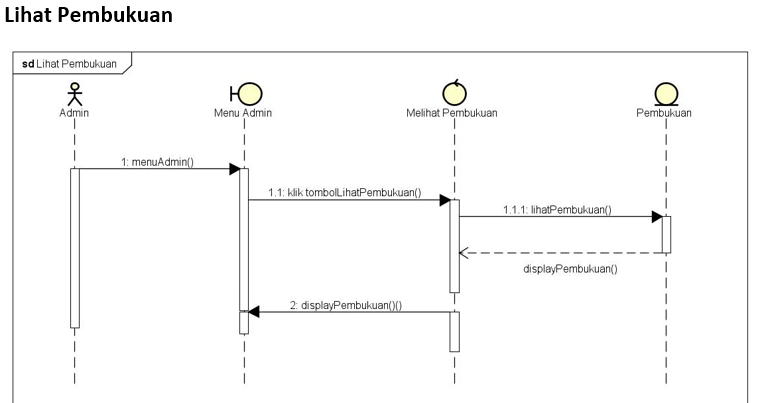 Lihat Pembukuan
sd Lihat Pembukuan
Admin
Menu Admin
Melihat Pembukuan
Pembukuan
1: menuAdmin()
1.1: klik tombolLihatPembukuan()
1.1.1: lihatPembukuan()
displayPembukuan()
2: displayPembukuan()()